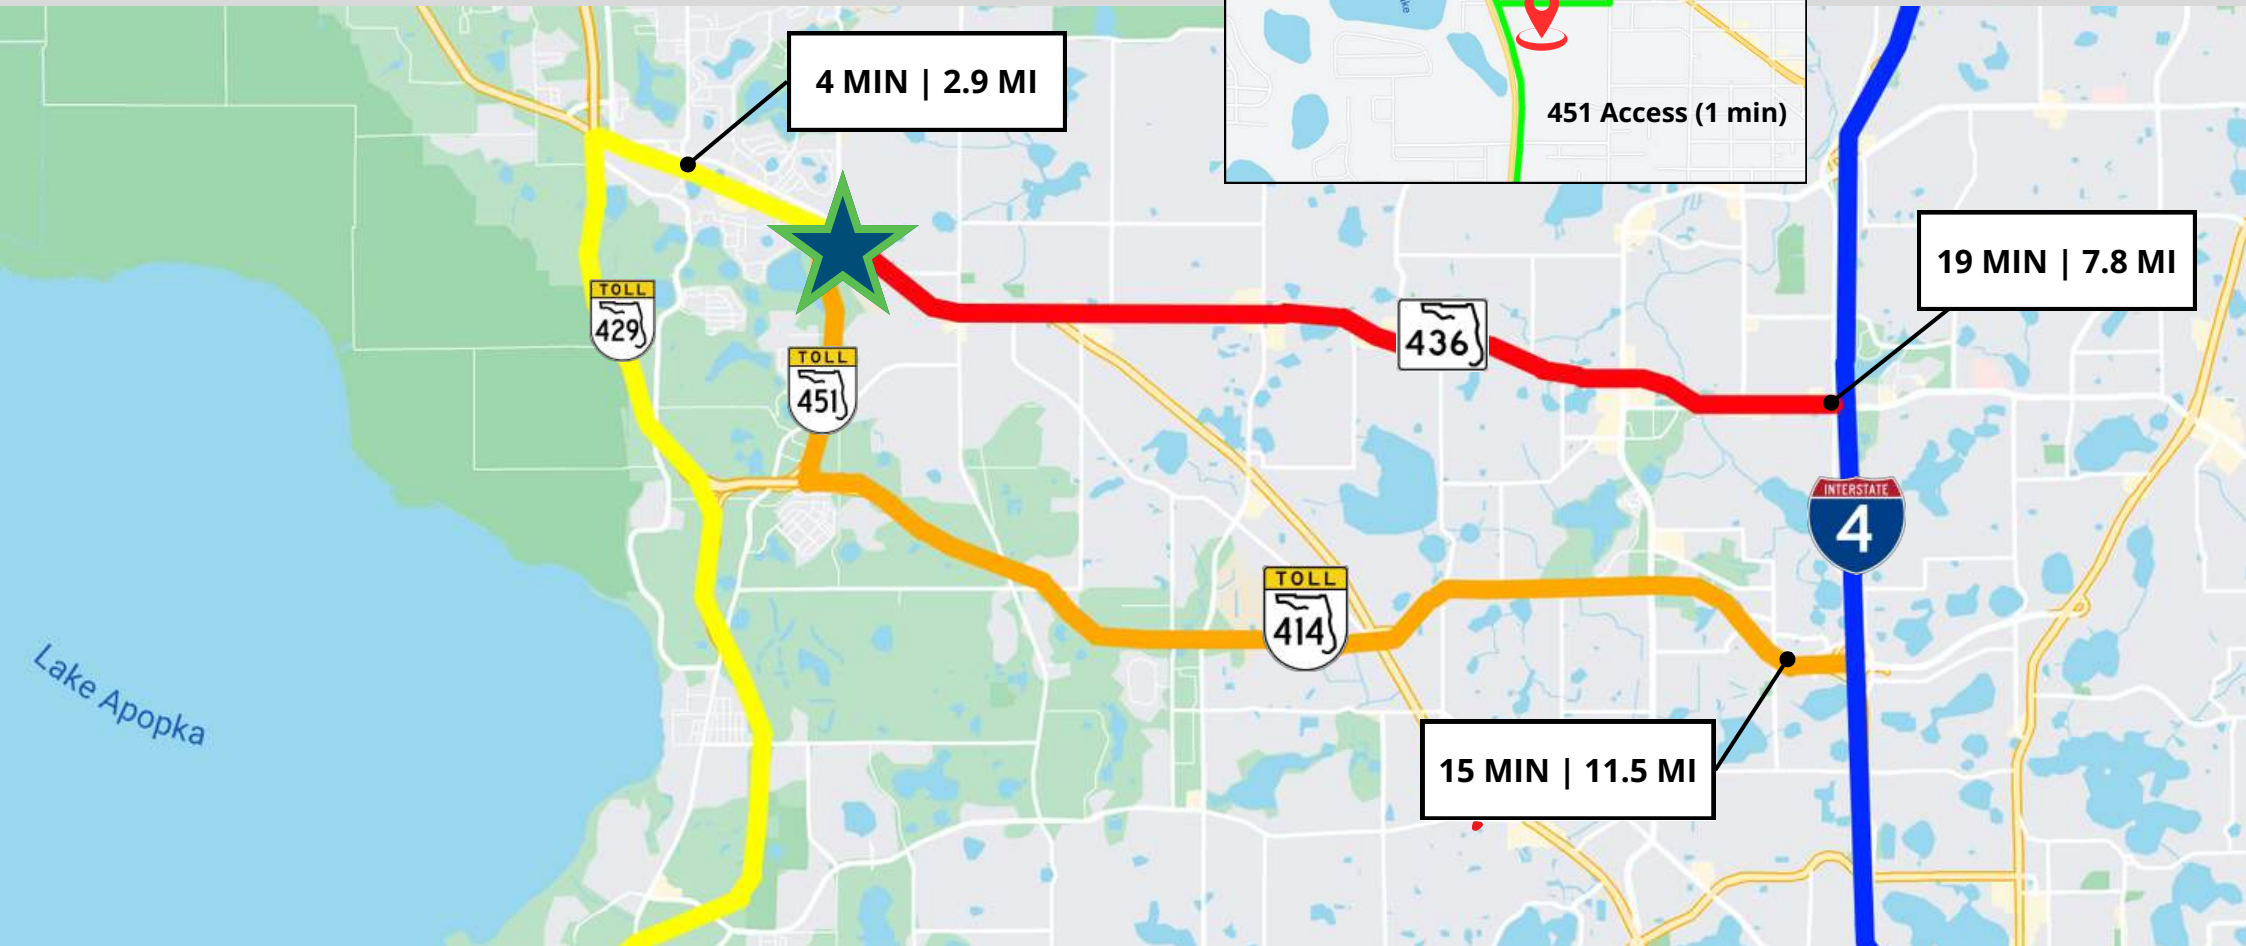 4 MIN | 2.9 MI
451 Access (1 min)
19 MIN | 7.8 MI
TOLL
429
TOLL
451
436
INTERSTATE
4
TOLL
414
Lake Apopka
15 MIN | 11.5 MI